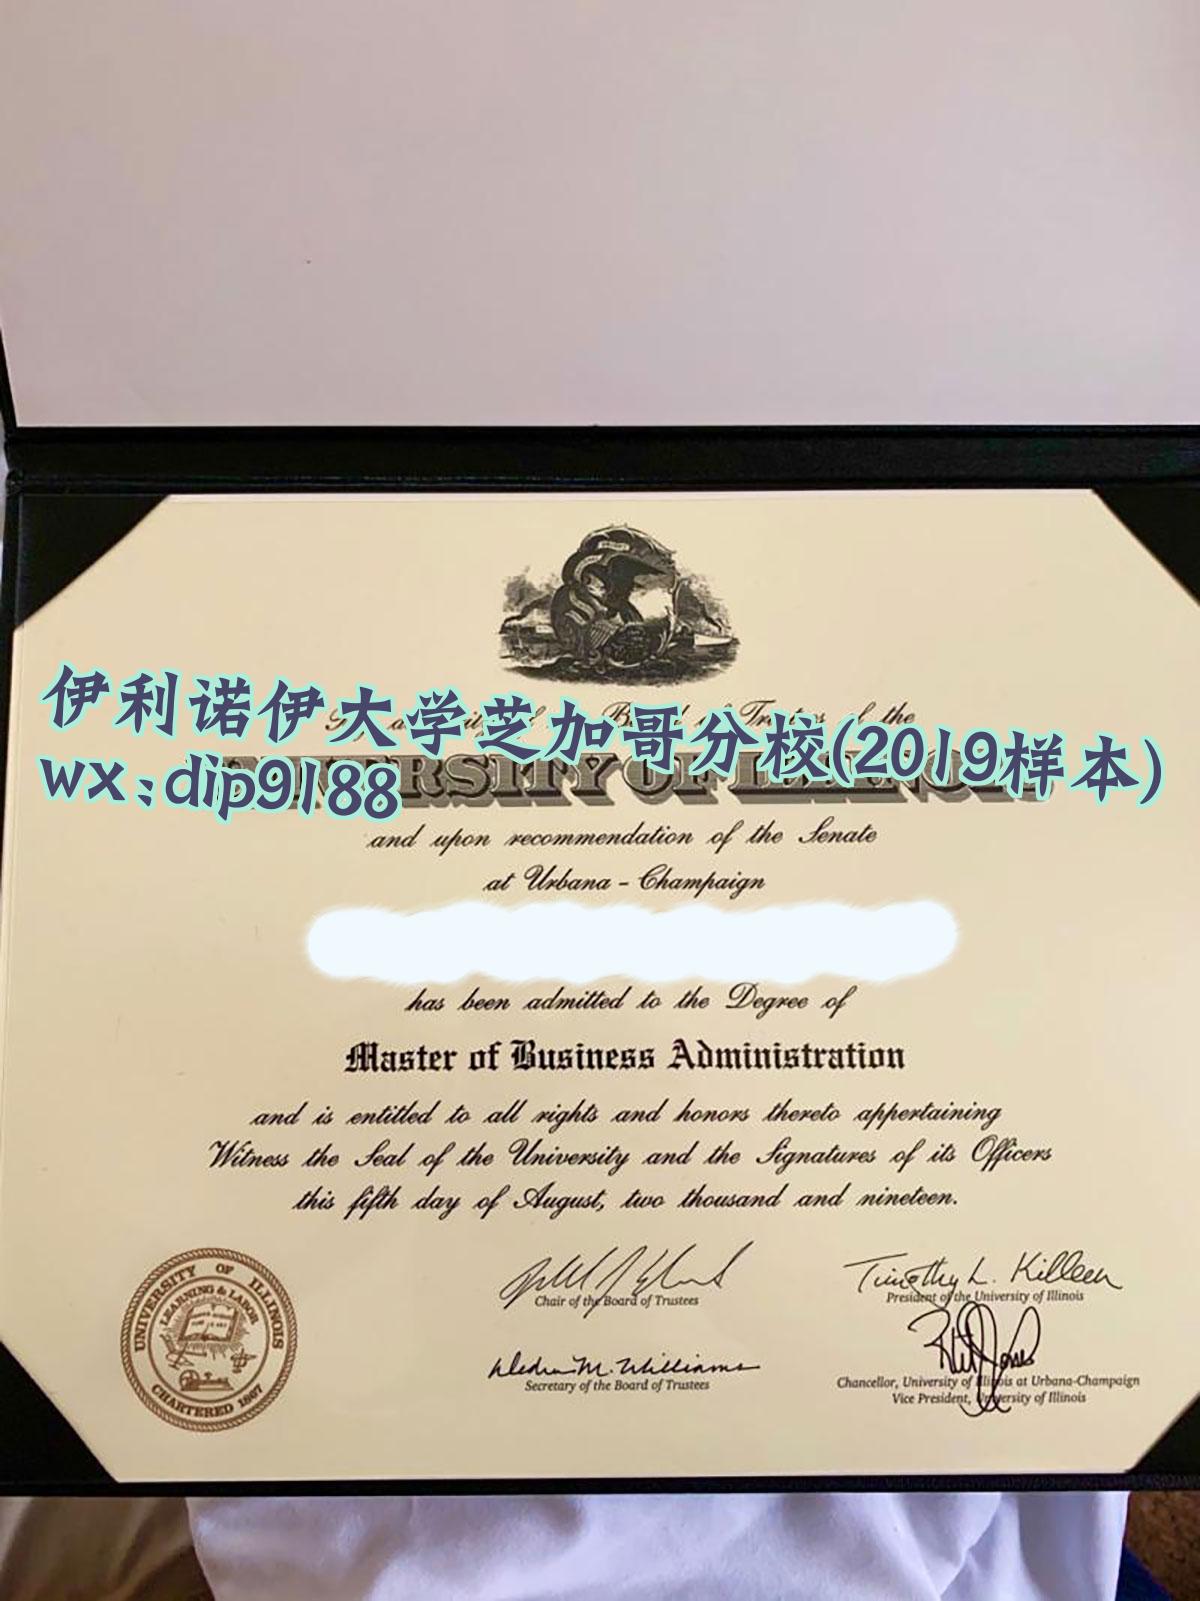 伊利诺伊大学芝加哥分校(2019样本)
wx:dip9188
UNIVERSITY OF ILLINOIS
and upon recommendation of the Senate
at Urbana - Champaign
has been admitted to the Degree of
Master of Business Administration
and is entitled to all rights and honors thereto appertaining
Witness the Seal of the University and the Signatures of its Officers
this fifth day of August, two thousand and nineteen.
UNIVERSITY OF ILLINOIS
LEARNING & LABOR
CHARTERED 1867
Chair of the Board of Trustees
Timothy L. Killeen
President of the University of Illinois
Secretary of the Board of Trustees
Chancellor, University of Illinois at Urbana-Champaign
Vice President, University of Illinois